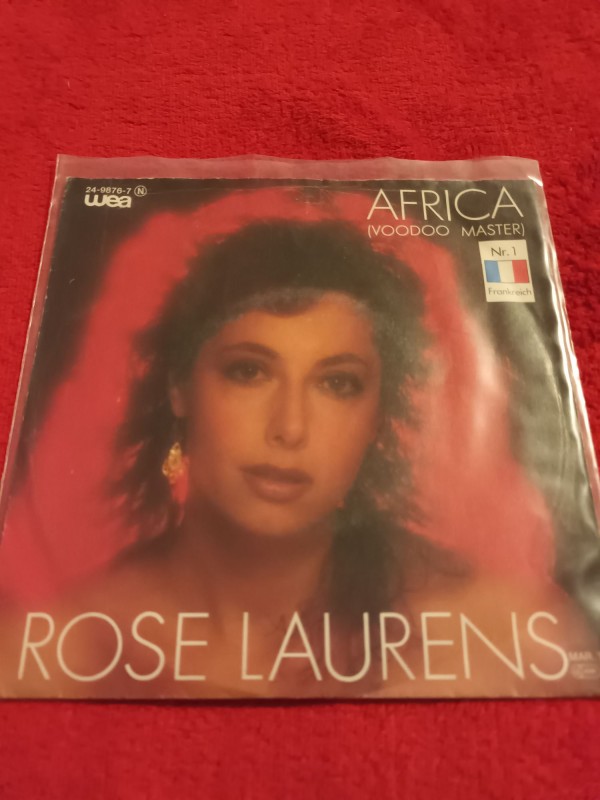 24-9876-7 N
wea
AFRICA
(VOODOO MASTER)
Nr. 1
Frankreich
ROSE LAURENS